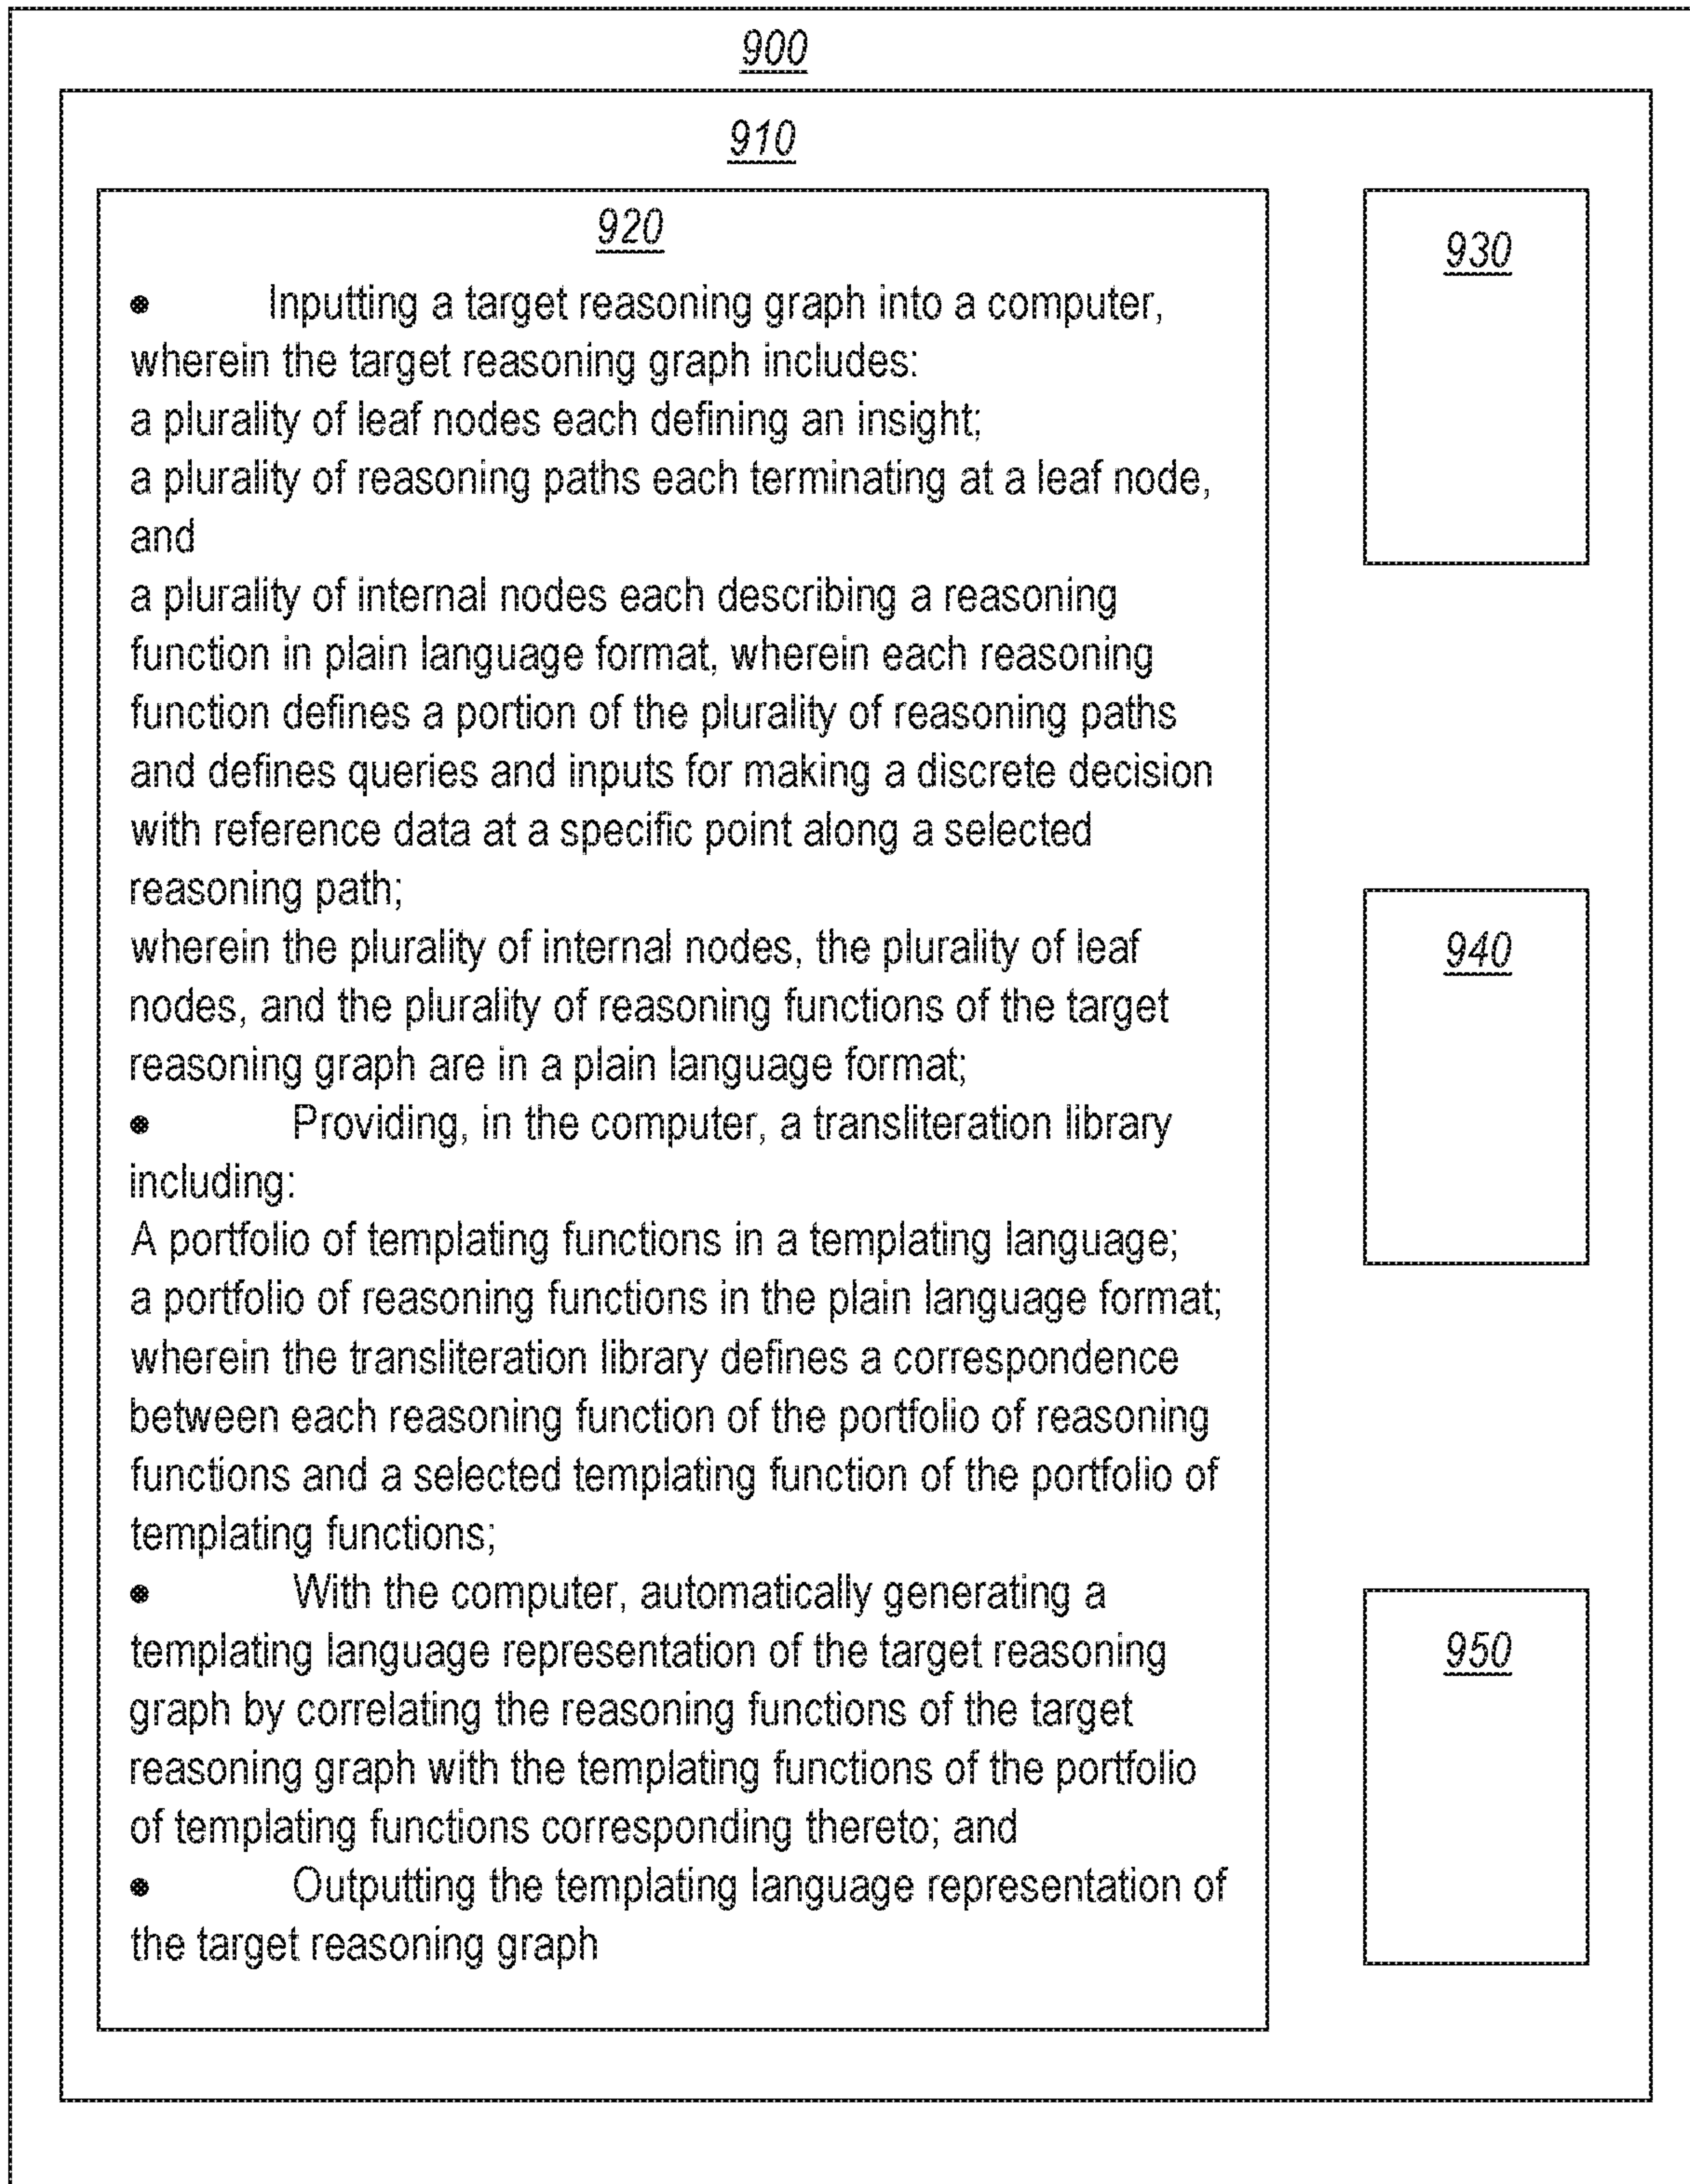 900
910
920
• Inputting a target reasoning graph into a computer,
wherein the target reasoning graph includes:
a plurality of leaf nodes each defining an insight;
a plurality of reasoning paths each terminating at a leaf node,
and
a plurality of internal nodes each describing a reasoning
function in plain language format, wherein each reasoning
function defines a portion of the plurality of reasoning paths
and defines queries and inputs for making a discrete decision
with reference data at a specific point along a selected
reasoning path;
wherein the plurality of internal nodes, the plurality of leaf
nodes, and the plurality of reasoning functions of the target
reasoning graph are in a plain language format;
• Providing, in the computer, a transliteration library
including:
A portfolio of templating functions in a templating language;
a portfolio of reasoning functions in the plain language format;
wherein the transliteration library defines a correspondence
between each reasoning function of the portfolio of reasoning
functions and a selected templating function of the portfolio of
templating functions;
• With the computer, automatically generating a
templating language representation of the target reasoning
graph by correlating the reasoning functions of the target
reasoning graph with the templating functions of the portfolio
of templating functions corresponding thereto; and
• Outputting the templating language representation of
the target reasoning graph
930
940
950